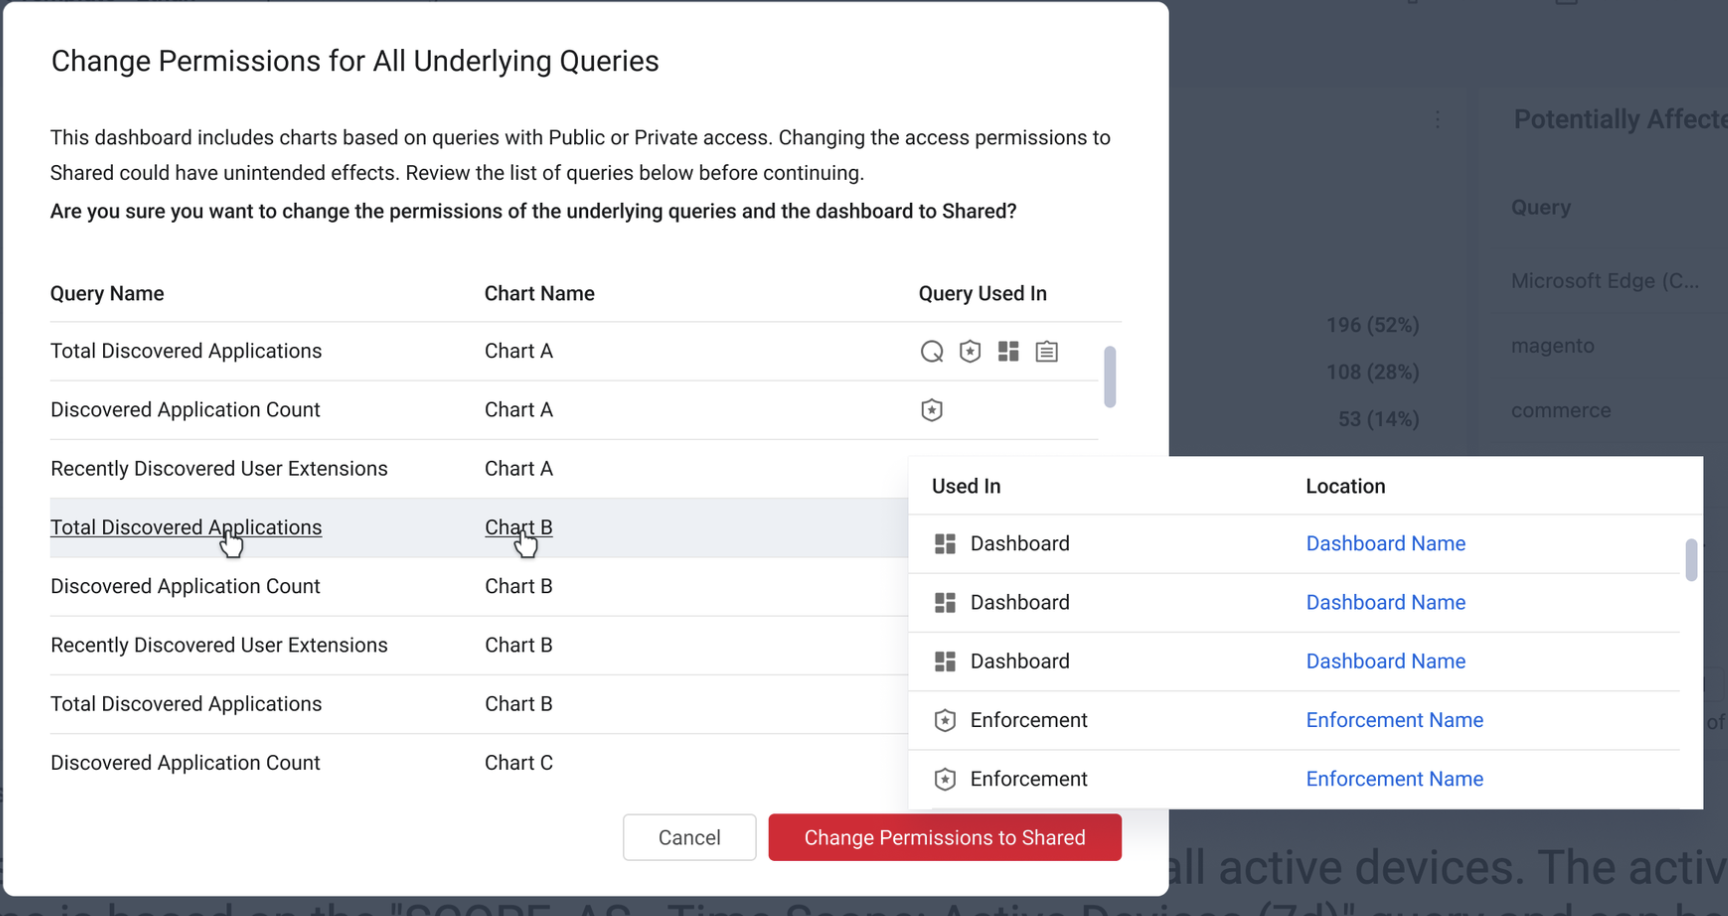 Change Permissions for All Underlying Queries
This dashboard includes charts based on queries with Public or Private access. Changing the access permissions to
Shared could have unintended effects. Review the list of queries below before continuing.
Are you sure you want to change the permissions of the underlying queries and the dashboard to Shared?
Query Name Chart Name Query Used In
Total Discovered Applications Chart A
Discovered Application Count Chart A
Recently Discovered User Extensions Chart A
Total Discovered Applications Chart B
Discovered Application Count Chart B
Recently Discovered User Extensions Chart B
Total Discovered Applications Chart B
Discovered Application Count Chart C
Cancel Change Permissions to Shared
Used In Location
Dashboard Dashboard Name
Dashboard Dashboard Name
Dashboard Dashboard Name
Enforcement Enforcement Name
Enforcement Enforcement Name
196 (52%)
108 (28%)
53 (14%)
Potentially Affecte
Query
Microsoft Edge (C...
magento
commerce
of
all active devices. The activ